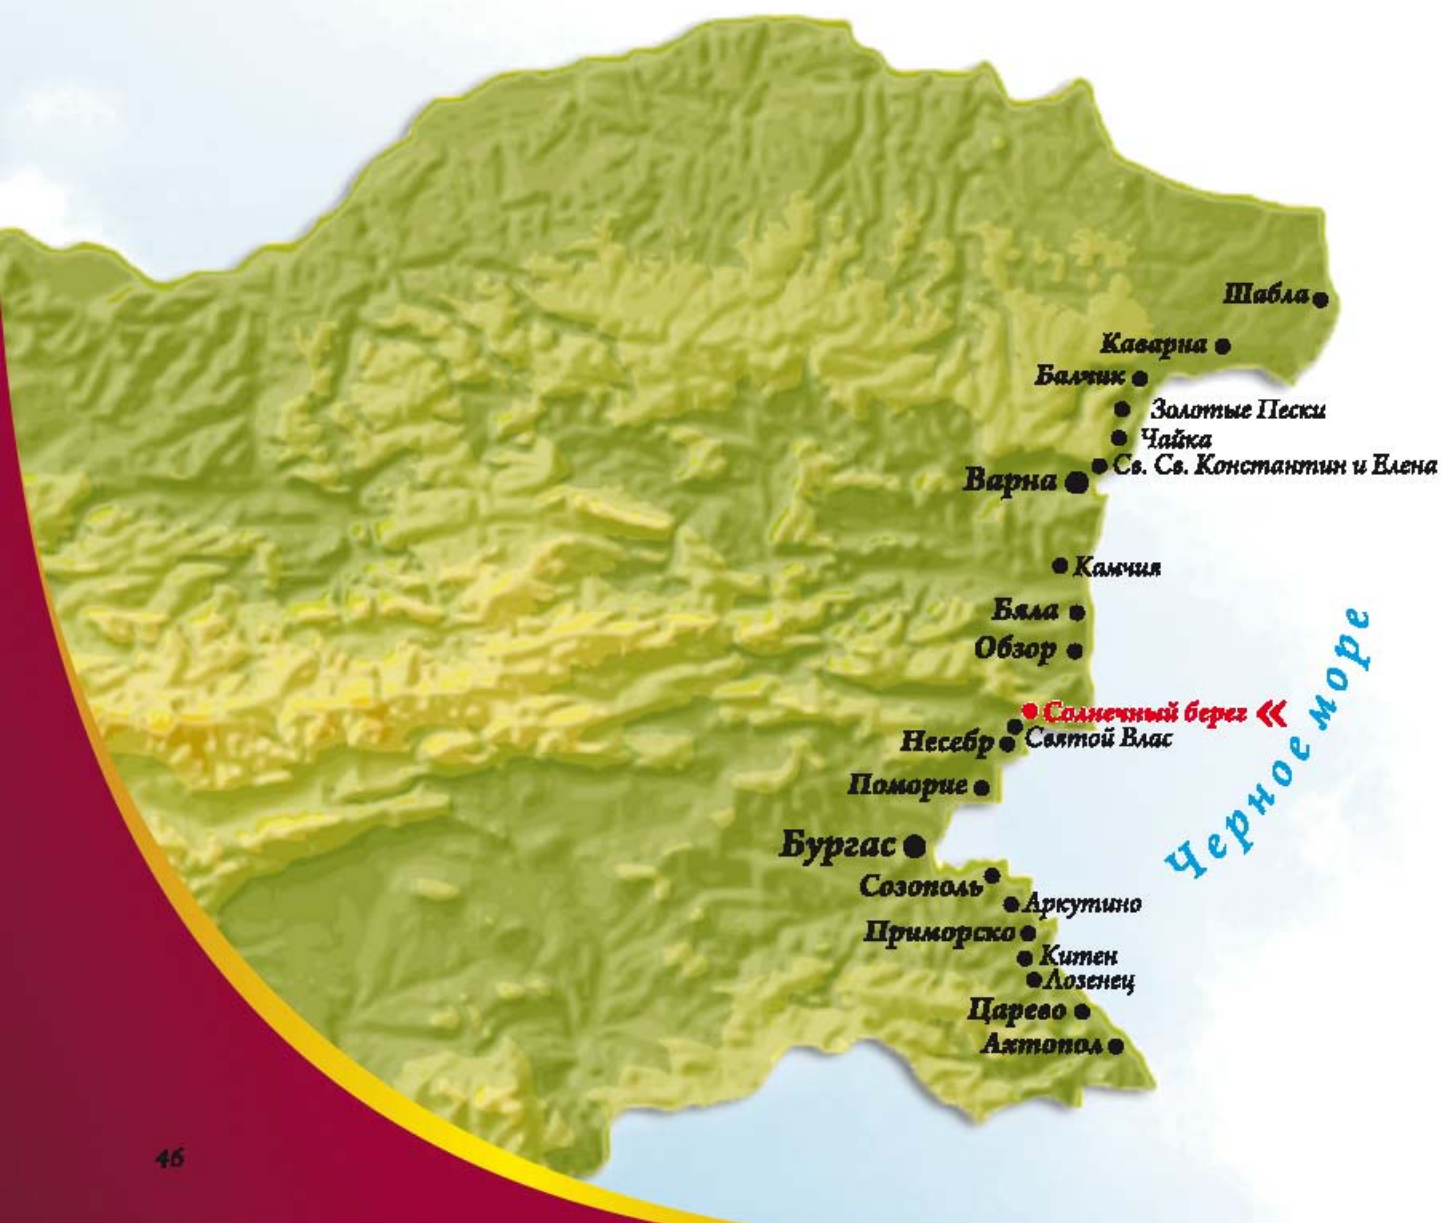 Шабла
Каварна
Балчик
Золотые Пески
Чайка
Св. Св. Константин и Елена
Варна
Камчия
Бяла
Обзор
Солнечный берег «
Святой Влас
Несебр
Поморие
Бургас
Созополь
Аркутино
Приморско
Китен
Лозенец
Царево
Ахтопол
Черное море
46